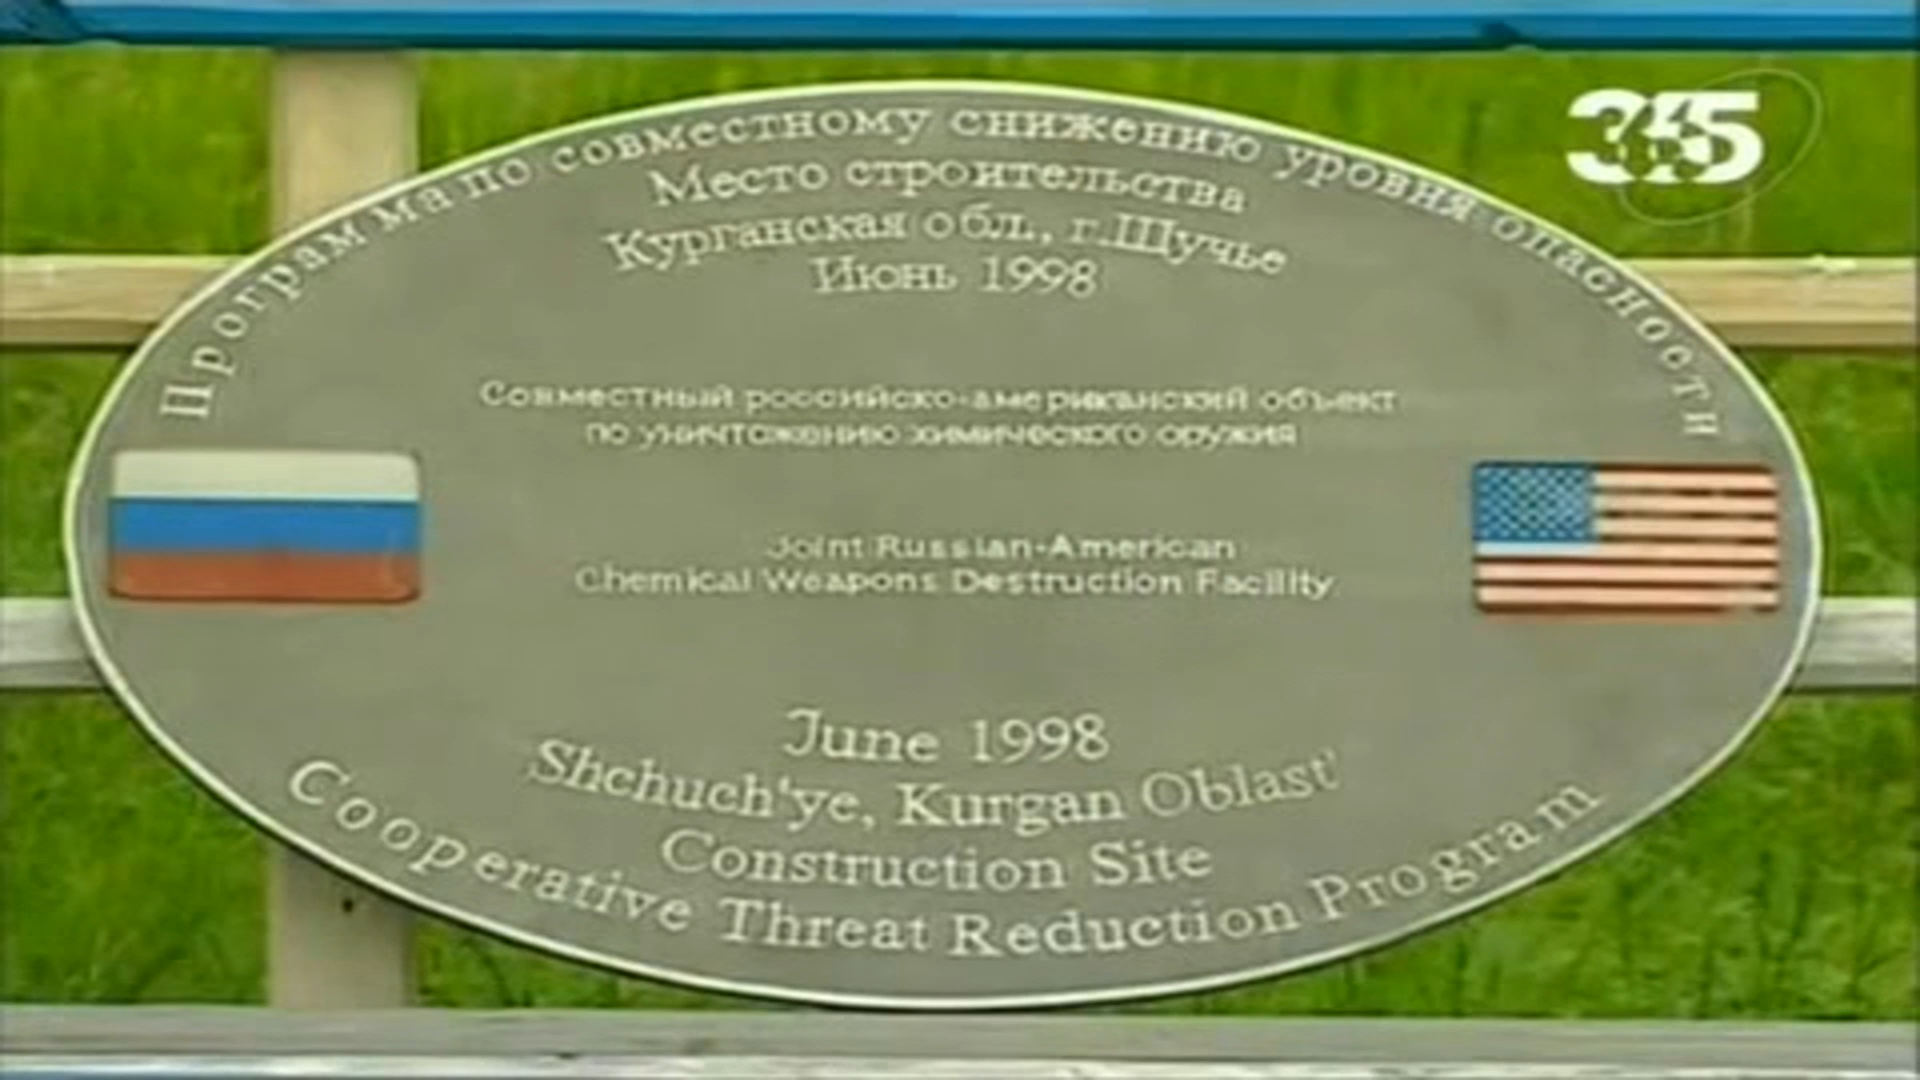 Программа по совместному снижению уровня опасности
Место строительства
Курганская обл., г.Щучье
Июнь 1998
Совместный российско-американский объект
по уничтожению химического оружия
Joint Russian-American
Chemical Weapons Destruction Facility
June 1998
Shchuch'ye, Kurgan Oblast'
Construction Site
Cooperative Threat Reduction Program
365